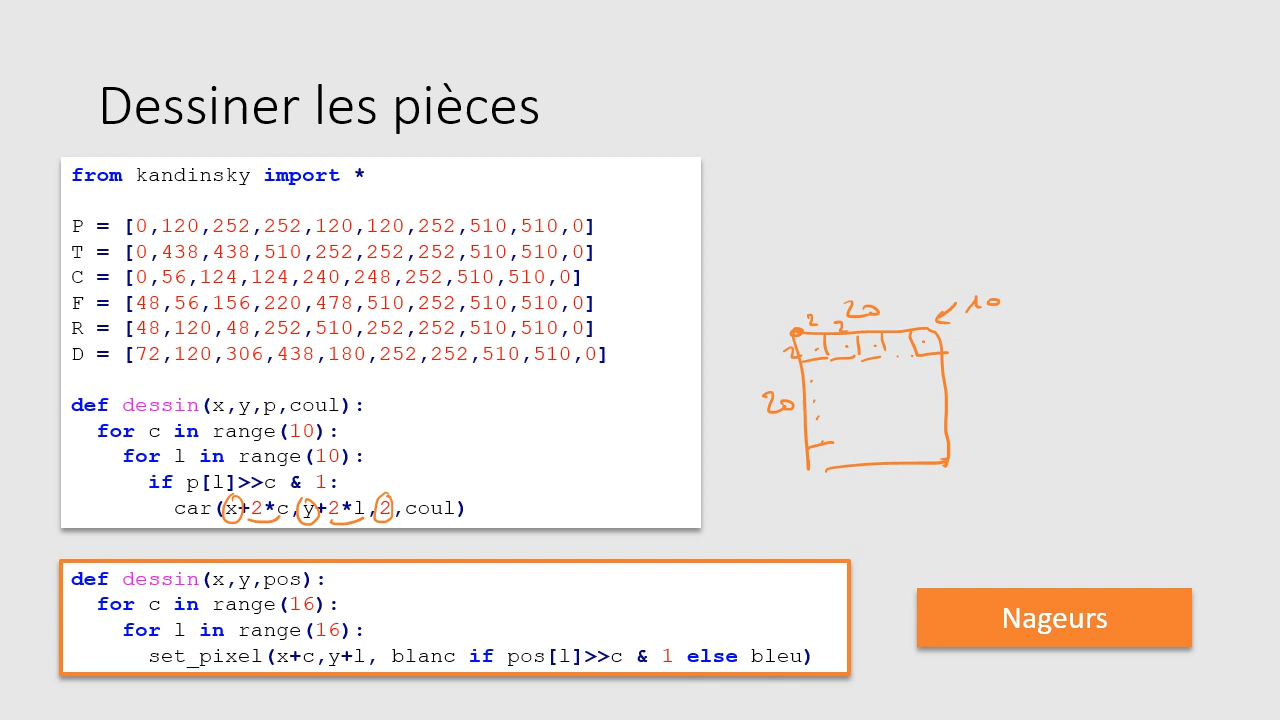 Dessiner les pièces
from kandinsky import *
P = [0,120,252,252,120,120,252,510,510,0]
T = [0,438,438,510,252,252,252,510,510,0]
C = [0,56,124,124,240,248,252,510,510,0]
F = [48,56,156,220,478,510,252,510,510,0]
R = [48,120,48,252,510,252,252,510,510,0]
D = [72,120,306,438,180,252,252,510,510,0]
def dessin(x,y,p,coul):
for c in range(10):
for l in range(10):
if p[l]>>c & 1:
car(x+2*c,y+2*l,2,coul)
20
10
2
2
2
20
def dessin(x,y,pos):
for c in range(16):
for l in range(16):
set_pixel(x+c,y+l, blanc if pos[l]>>c & 1 else bleu)
Nageurs